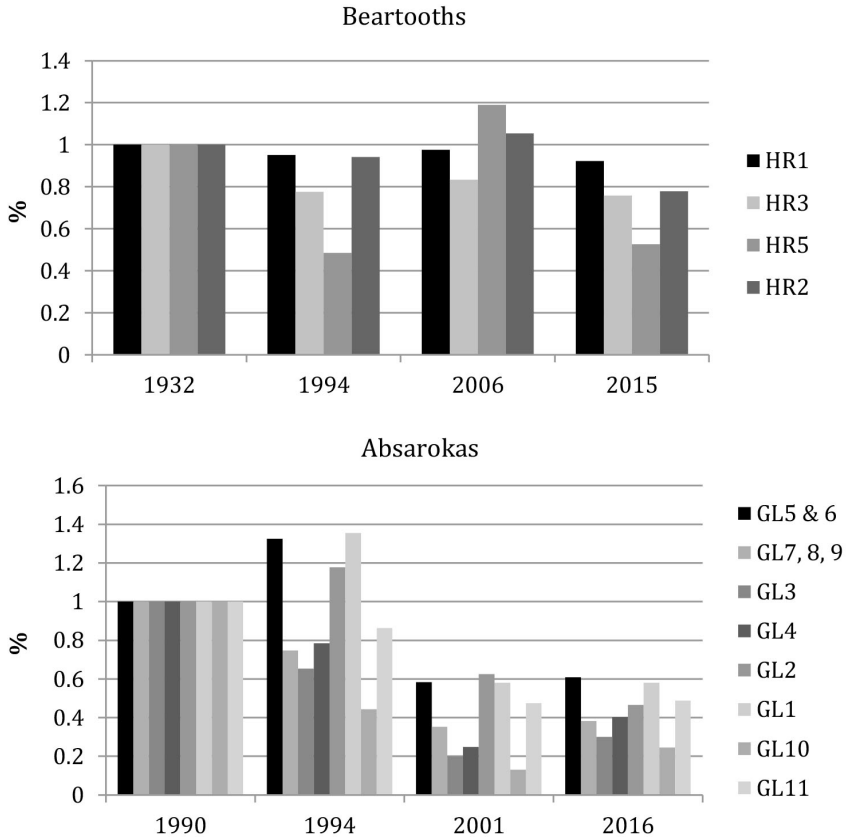 Beartooths
1.4
1.2
1
0.8
0.6
0.4
0.2
0
%
1932
1994
2006
2015
HR1
HR3
HR5
HR2
Absarokas
1.6
1.4
1.2
1
0.8
0.6
0.4
0.2
0
%
1990
1994
2001
2016
GL5 & 6
GL7, 8, 9
GL3
GL4
GL2
GL1
GL10
GL11